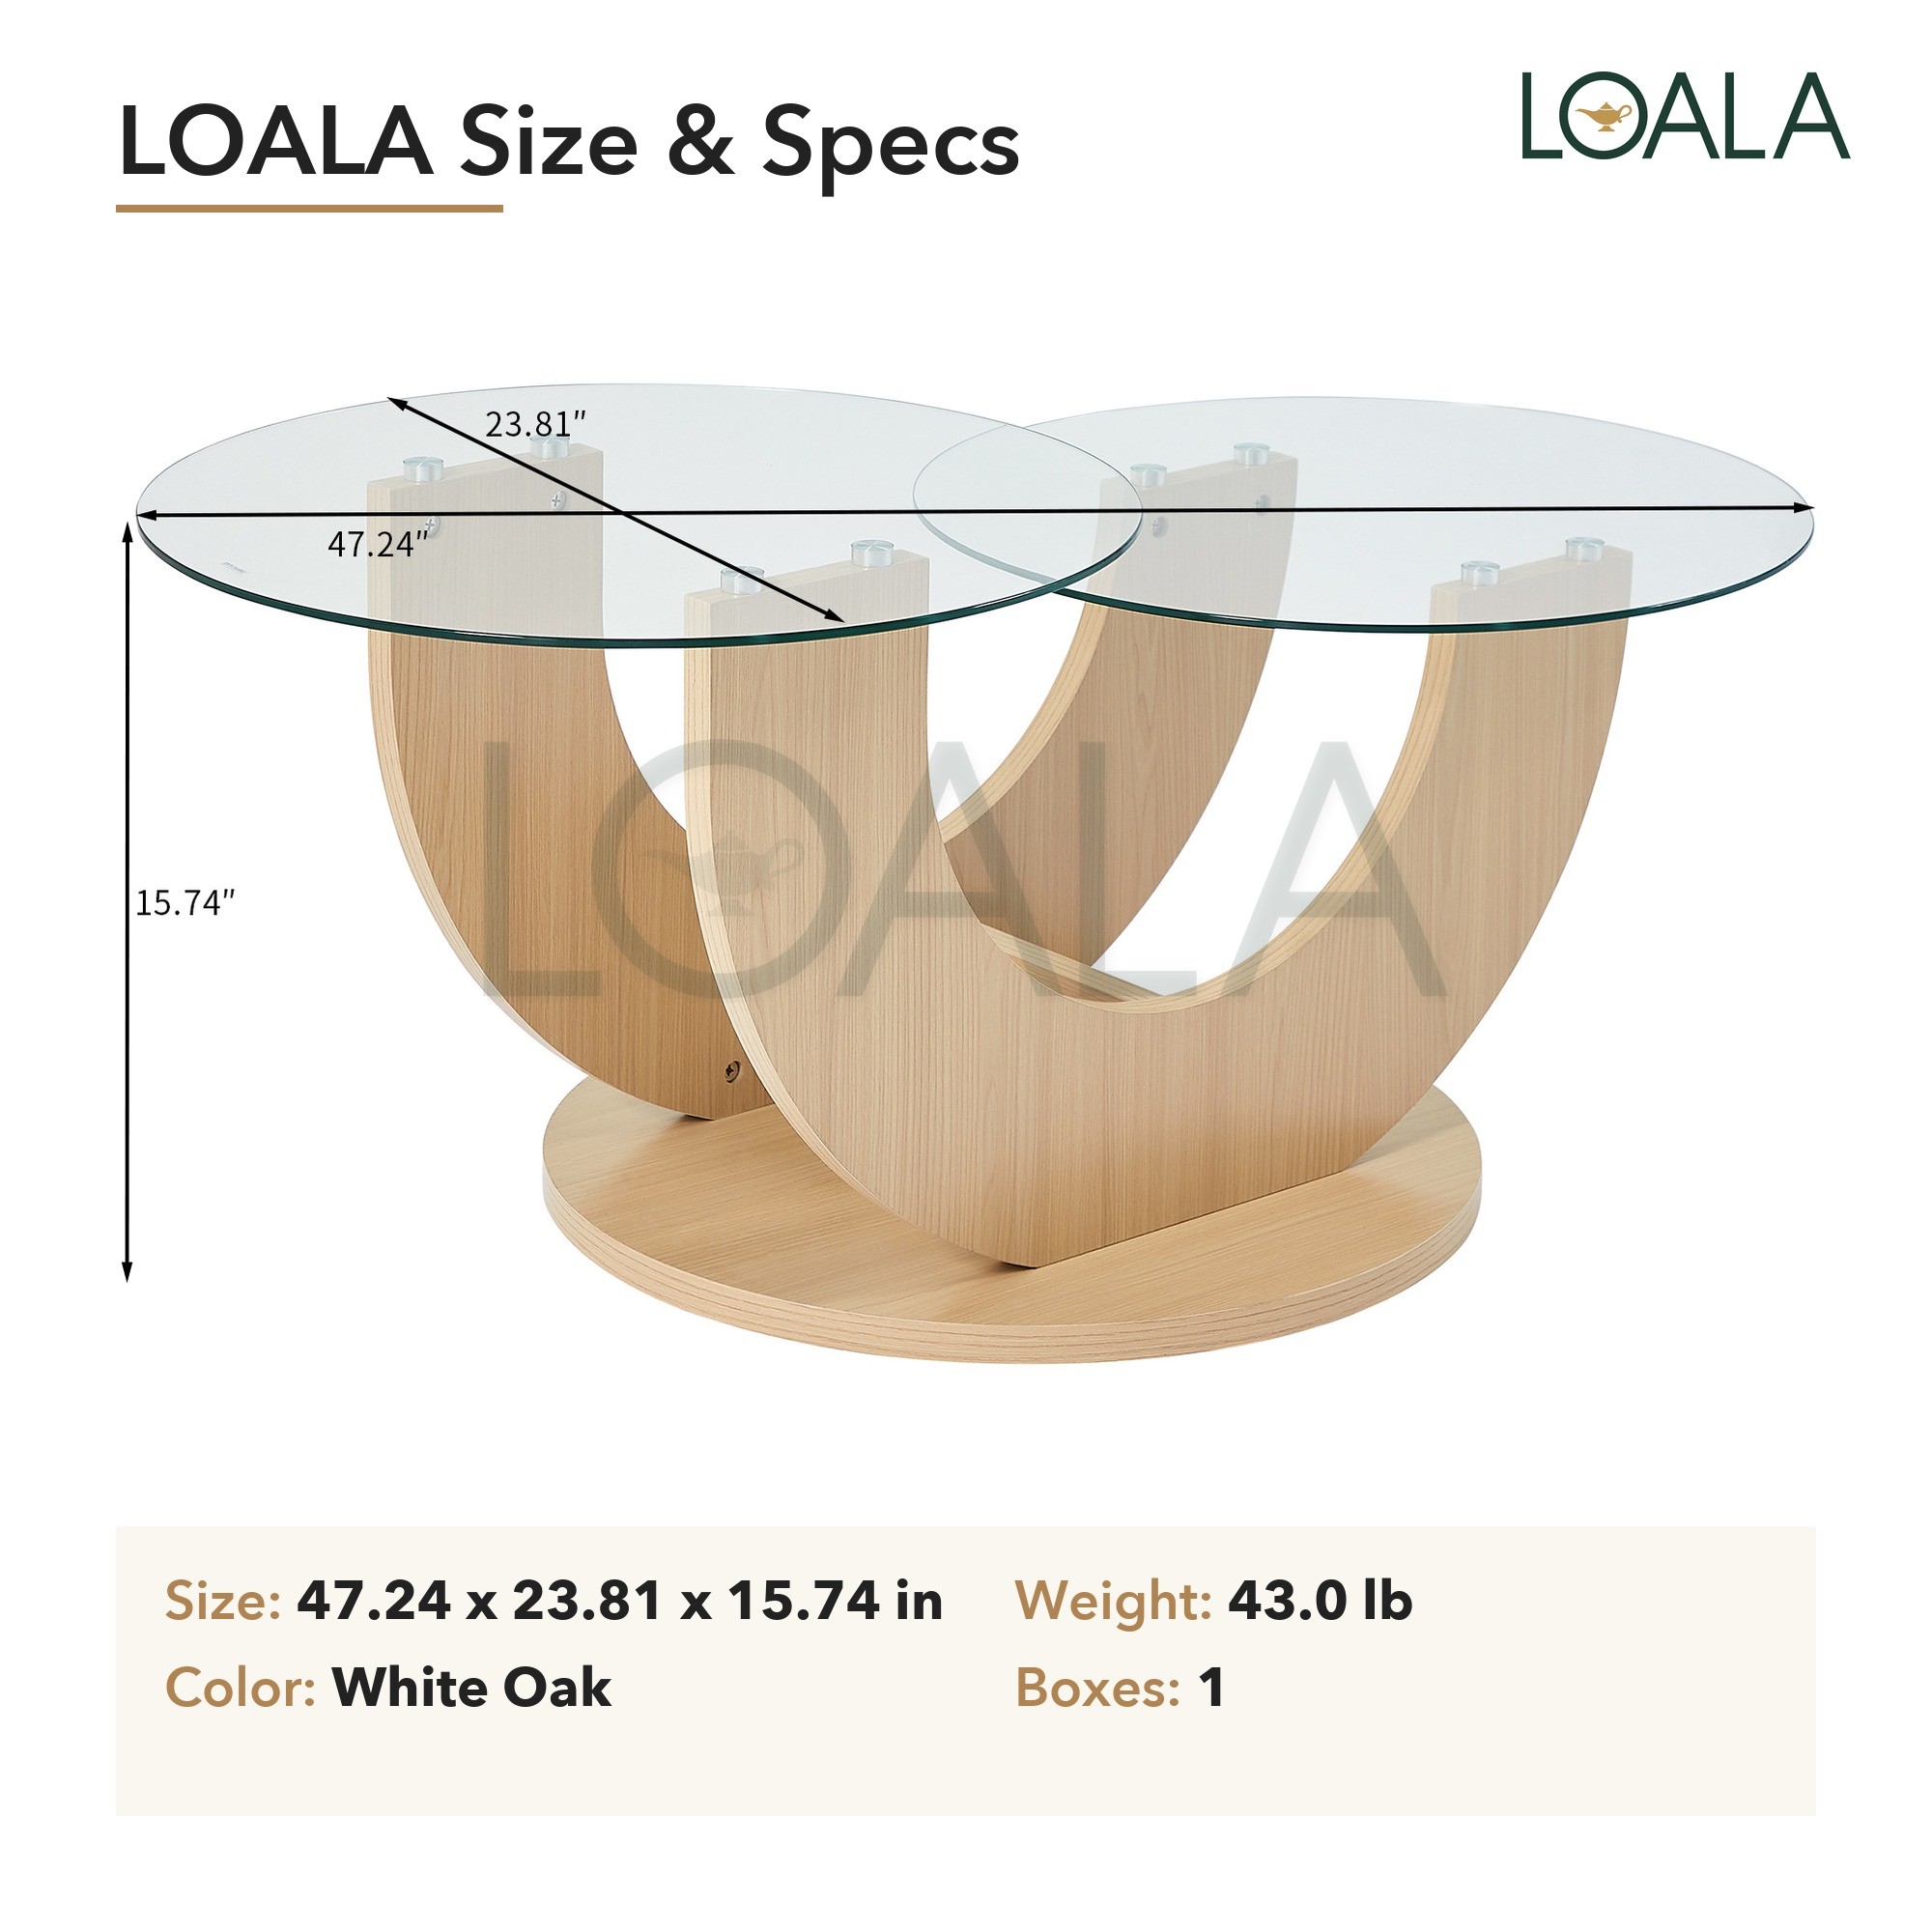 LOALA Size & Specs
LOALA
23.81"
47.24"
15.74"
LOALA
Size: 47.24 x 23.81 x 15.74 in
Weight: 43.0 lb
Color: White Oak
Boxes: 1